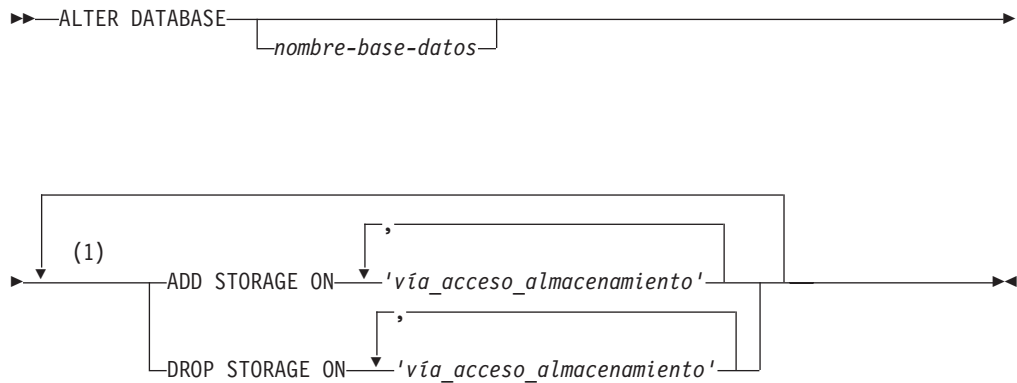 ALTER DATABASE
nombre-base-datos
,
(1)
ADD STORAGE ON 'vía_acceso_almacenamiento'
,
DROP STORAGE ON 'vía_acceso_almacenamiento'